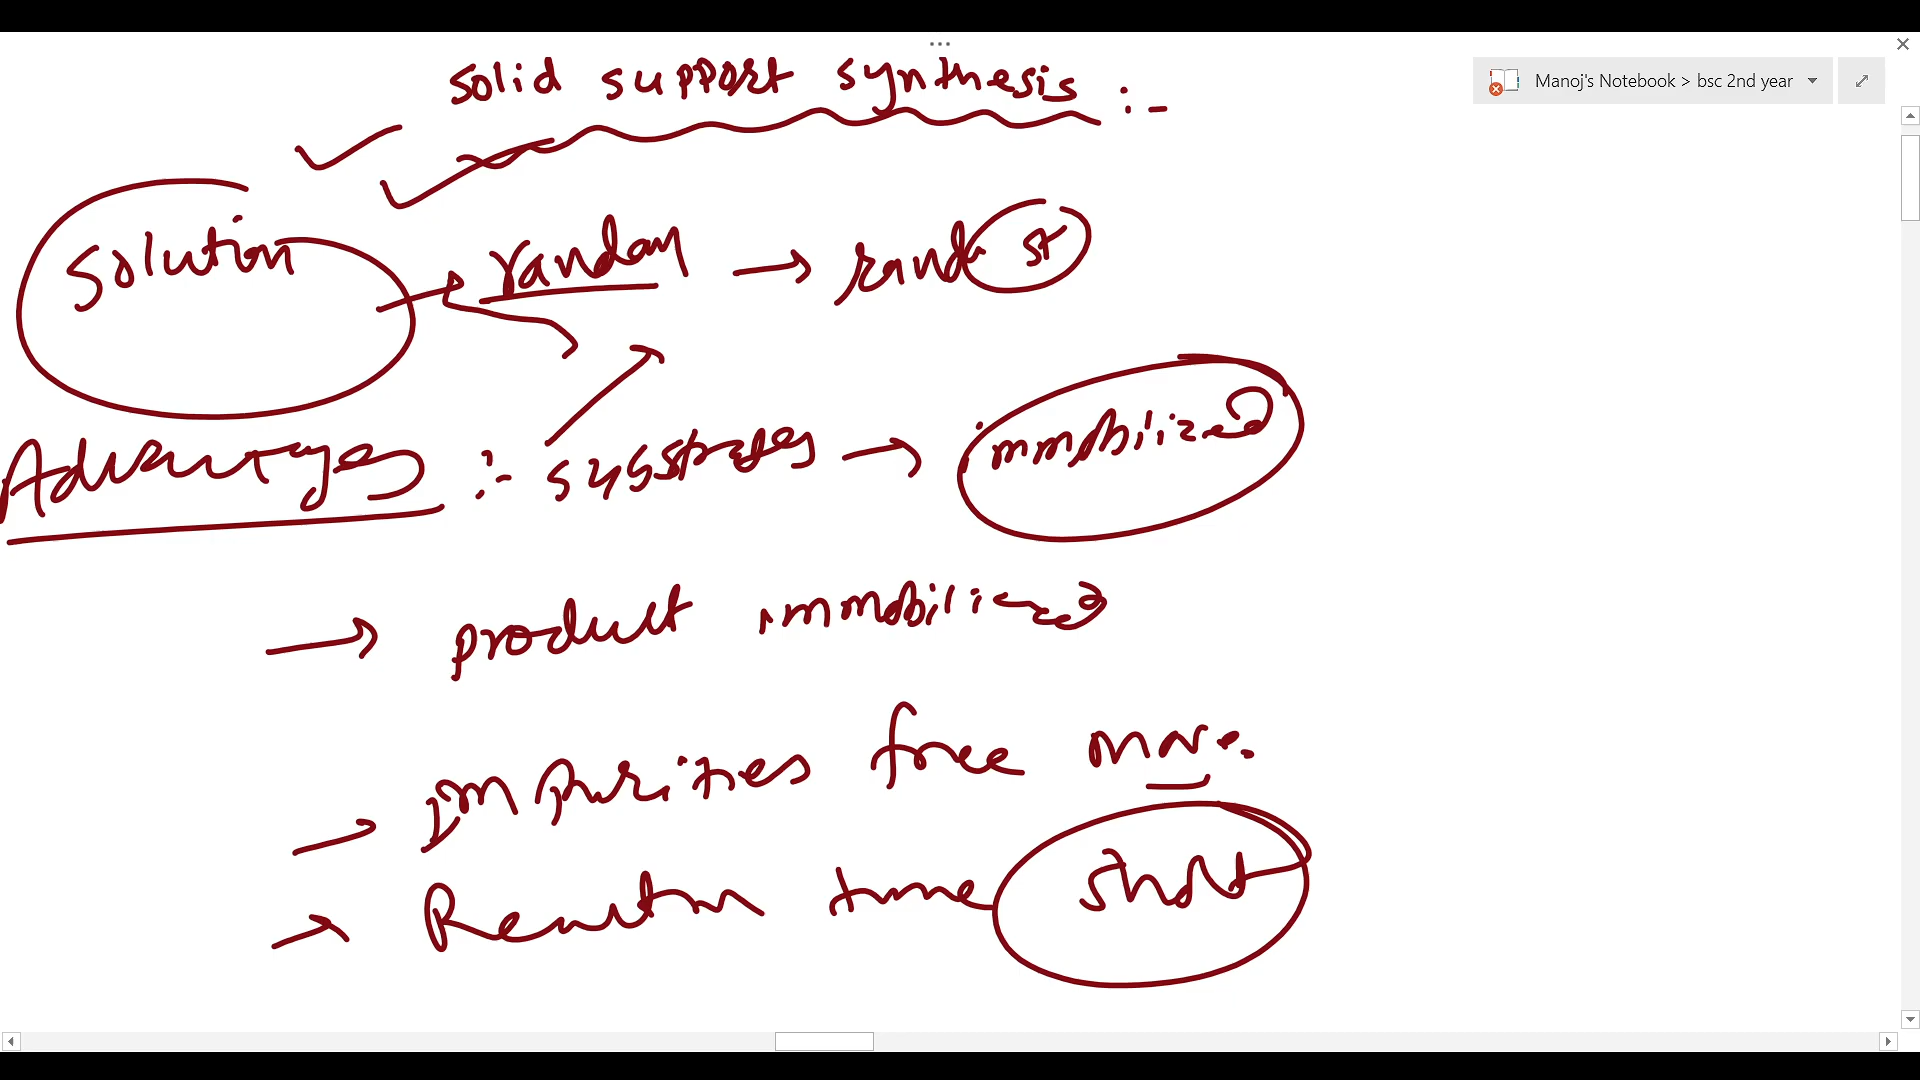 solid support synthesis :-
Manoj's Notebook > bsc 2nd year
Solution → random → rand st
Advantages :- substrates → immobilized
→ product immobilized
→ impurities free more.
→ Reaction time short